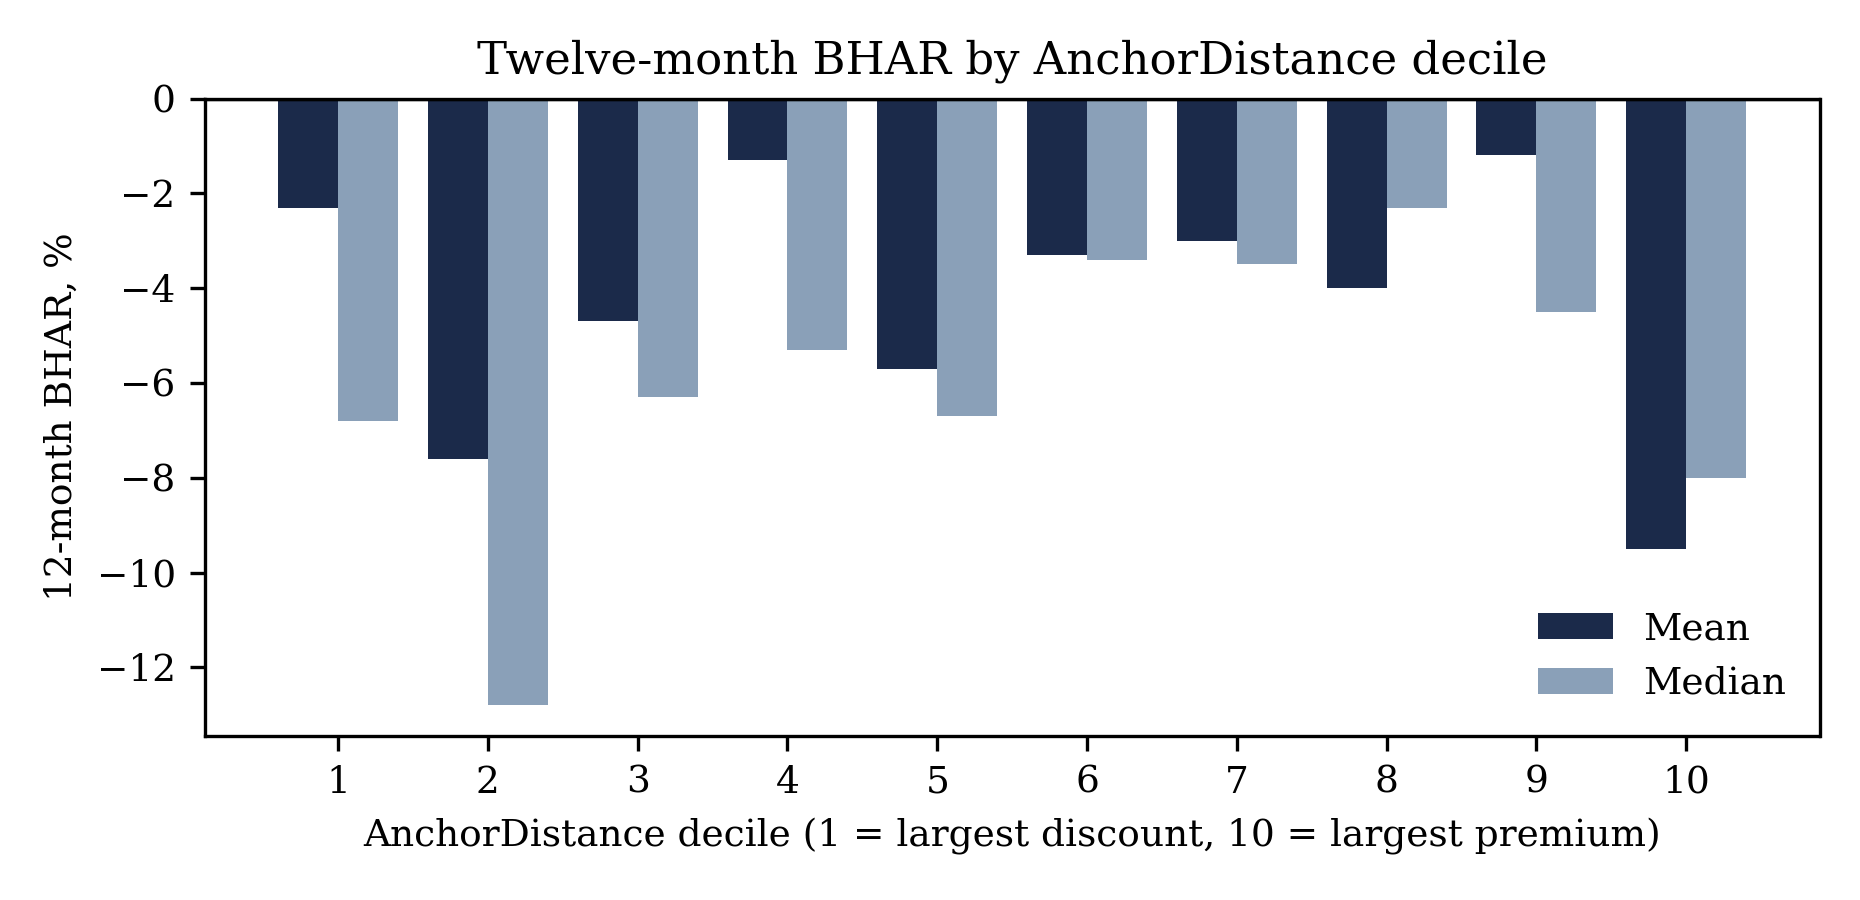 Twelve-month BHAR by AnchorDistance decile
12-month BHAR, %
0
−2
−4
−6
−8
−10
−12
Mean
Median
1 2 3 4 5 6 7 8 9 10
AnchorDistance decile (1 = largest discount, 10 = largest premium)